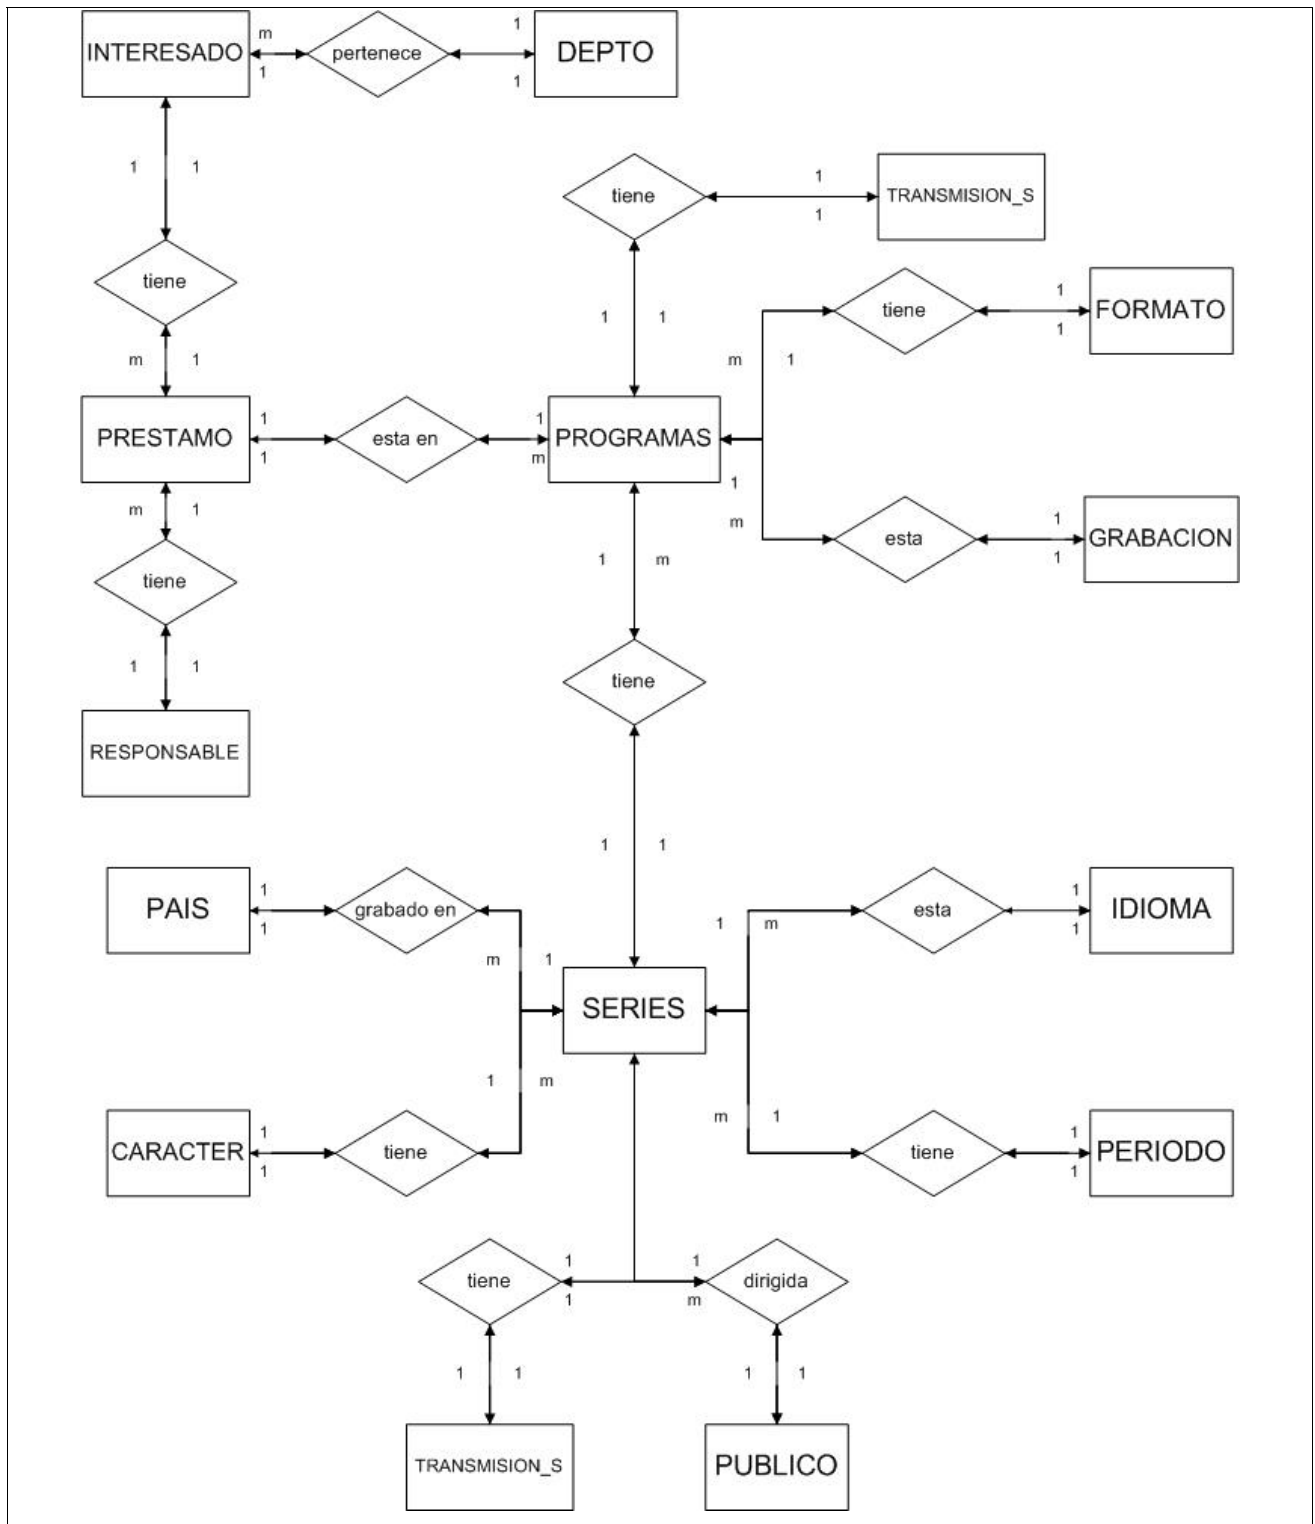 m 1
INTERESADO pertenece DEPTO
1 1
1 1
1
tiene TRANSMISION_S
1
tiene 1
tiene FORMATO
1 1 1
m 1 m 1
1 1
PRESTAMO esta en PROGRAMAS
1 m
1
m 1 m 1
esta GRABACION
1
tiene 1 m
1 1
tiene
RESPONSABLE
1 1
1 1
PAIS grabado en esta IDIOMA
1 1 m 1
m 1
SERIES
1 m
m 1
1 1
CARACTER tiene tiene PERIODO
1 1
1 1
tiene dirigida
1 m
1 1 1 1
TRANSMISION_S PUBLICO